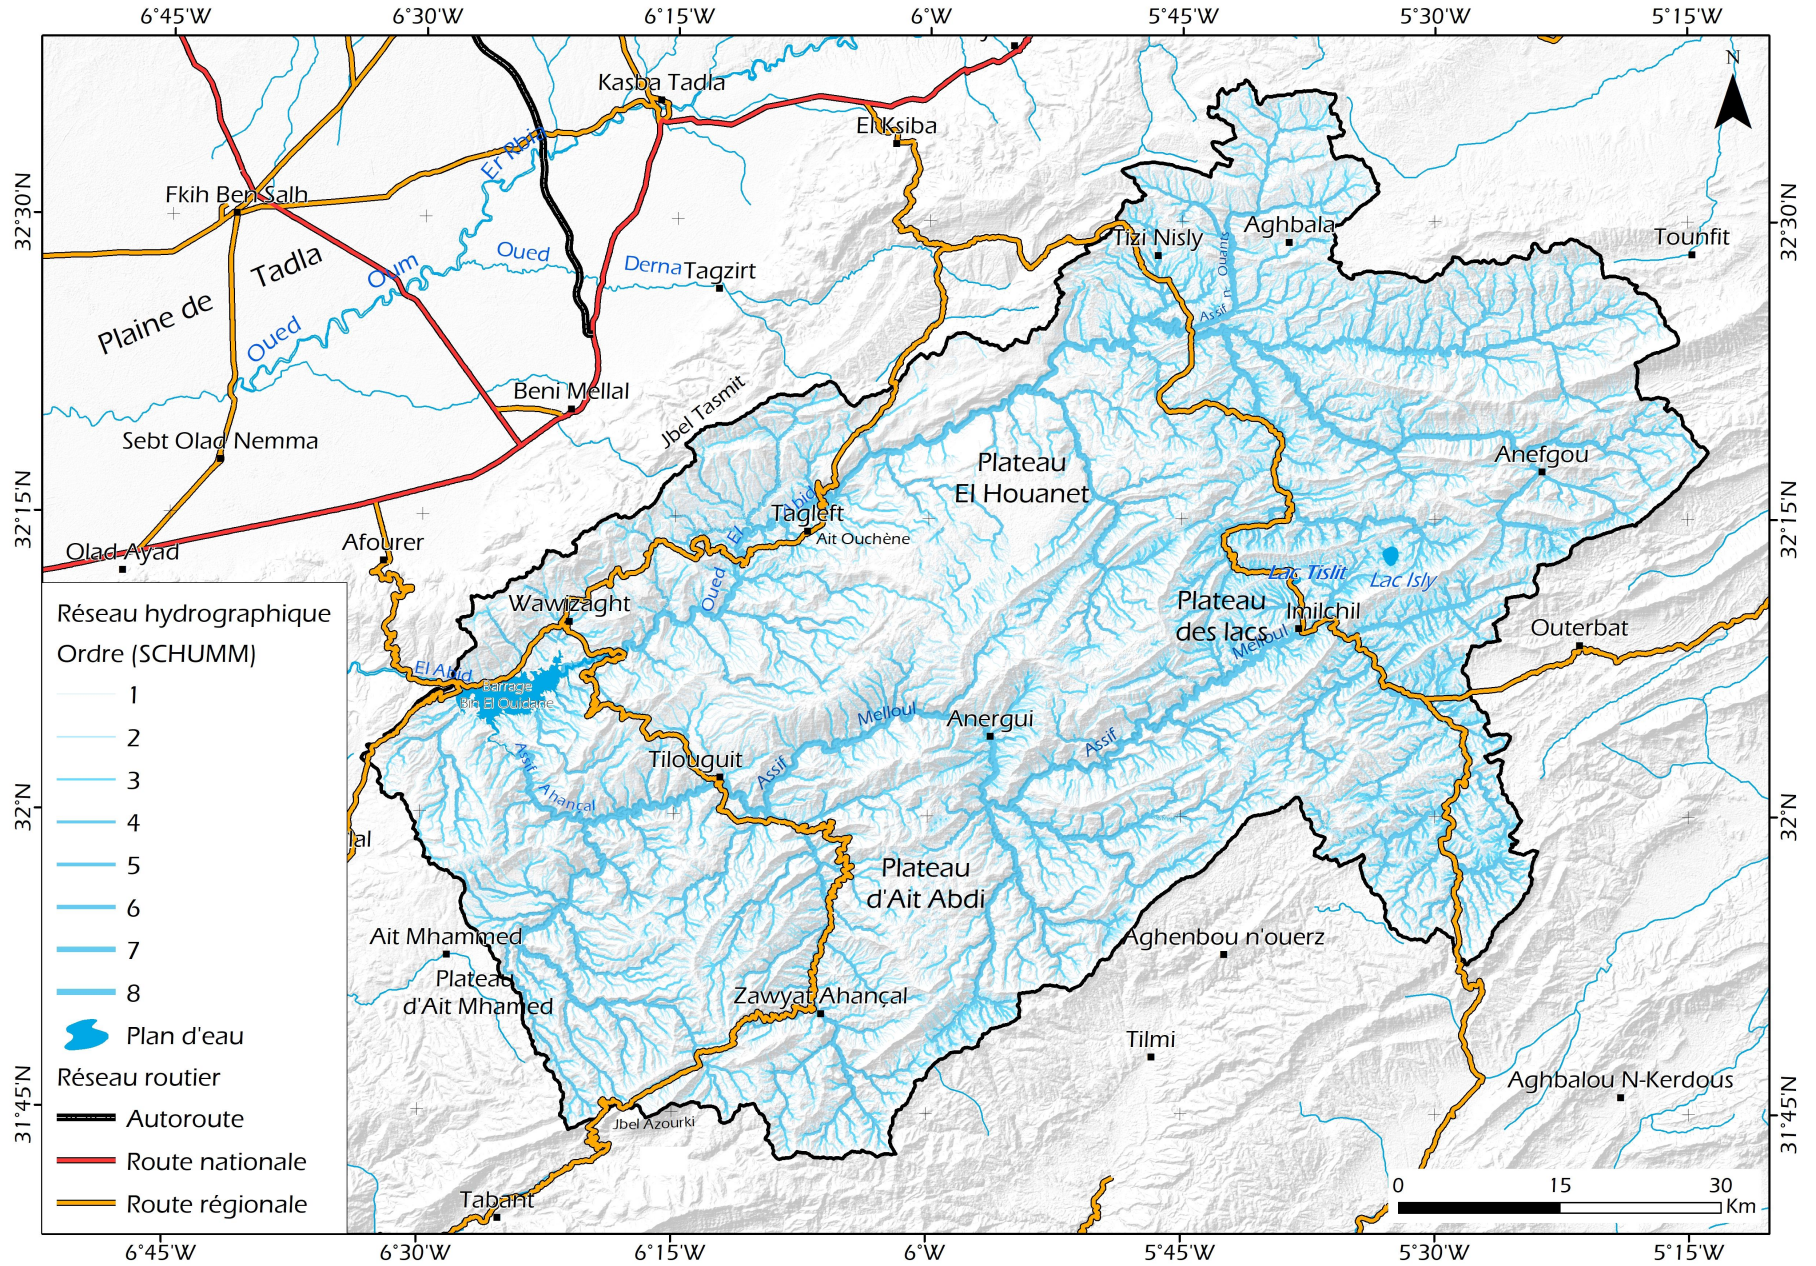 6°45'W
6°30'W
6°15'W
6°W
5°45'W
5°30'W
5°15'W
N
Kasba Tadla
El Ksiba
Er Rbia
Fkih Ben Salh
32°30'N
32°30'N
Tizi Nisly
Aghbala
Tounfit
Oued
Derna
Tagzirt
Assif n' Ouants
Plaine de
Tadla
Oued
Oum
Beni Mellal
Jbel Tasmit
Sebt Olad Nemma
Plateau
El Houanet
Anefgou
32°15'N
32°15'N
Tagleft
Ait Ouchène
Oued
El
Abid
Olad Ayad
Afourer
Lac Tislit
Lac Isly
Plateau
des lacs
Imilchil
Melloul
Outerbat
Wawizaght
El Abid
Barrage
Bin El Ouidane
Melloul
Anergui
Assif
Assif
Tilouguit
Assif Ahançal
32°N
32°N
lal
Plateau
d'Ait Abdi
Ait Mhammed
Aghenbou n'ouerz
Plateau
d'Ait Mhamed
Zawyat Ahançal
Tilmi
Aghbalou N-Kerdous
31°45'N
31°45'N
Jbel Azourki
Tabant
Réseau hydrographique
Ordre (SCHUMM)
1
2
3
4
5
6
7
8
Plan d'eau
Réseau routier
Autoroute
Route nationale
Route régionale
0 15 30
Km
6°45'W
6°30'W
6°15'W
6°W
5°45'W
5°30'W
5°15'W